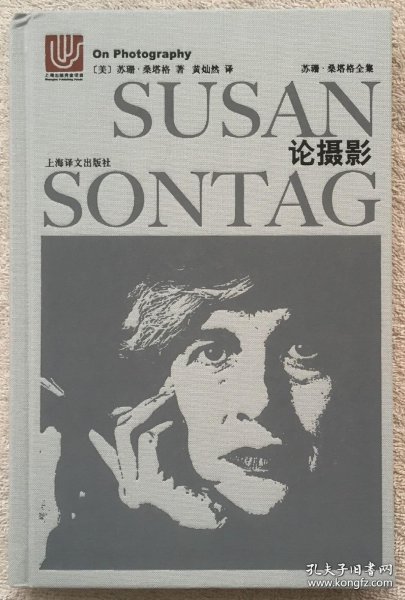 On Photography
〔美〕苏珊·桑塔格 著 黄灿然 译
苏珊·桑塔格全集
SUSAN
论摄影
上海译文出版社
SONTAG
孔夫子旧书网
www.kongfz.com